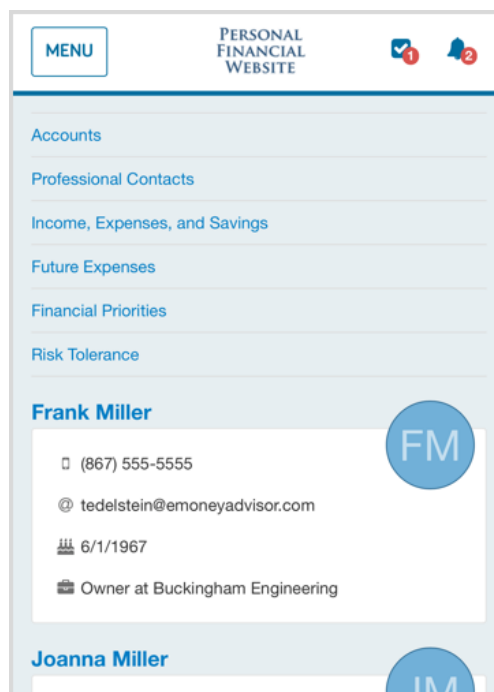 MENU
PERSONAL
FINANCIAL
WEBSITE
1
2
Accounts
Professional Contacts
Income, Expenses, and Savings
Future Expenses
Financial Priorities
Risk Tolerance
Frank Miller
FM
(867) 555-5555
@ tedelstein@emoneyadvisor.com
6/1/1967
Owner at Buckingham Engineering
Joanna Miller
JM